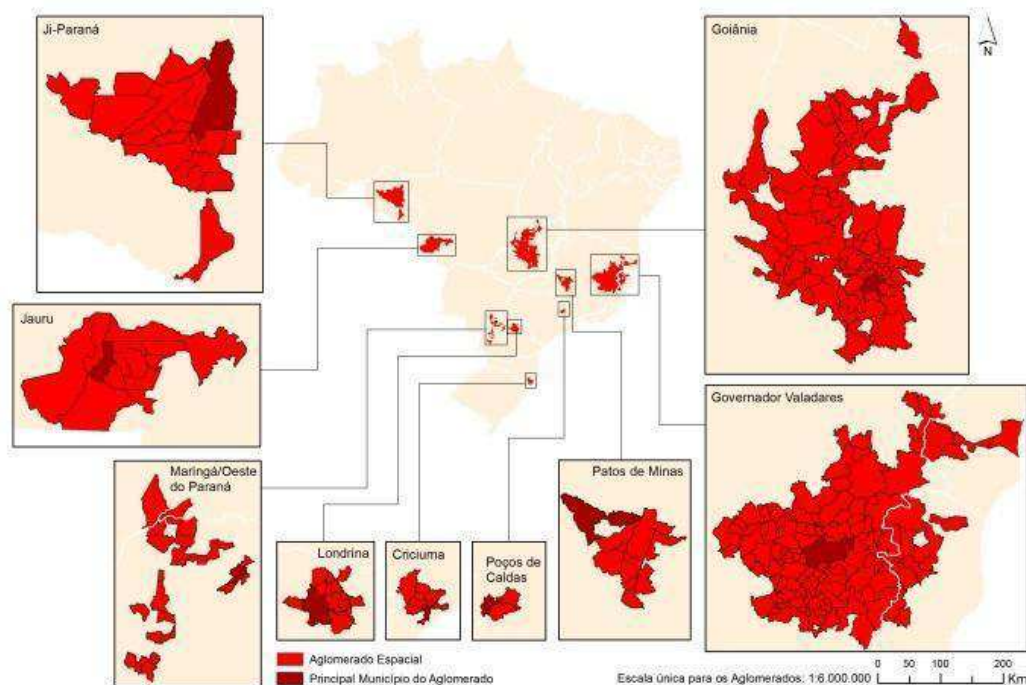 Ji-Paraná
Goiânia
N
Jauru
Governador Valadares
Maringá/Oeste
do Paraná
Patos de Minas
Londrina
Criciuma
Poços de
Caldas
Aglomerado Espacial
Principal Município do Aglomerado
Escala única para os Aglomerados: 1:6.000.000
0 50 100 200
Km